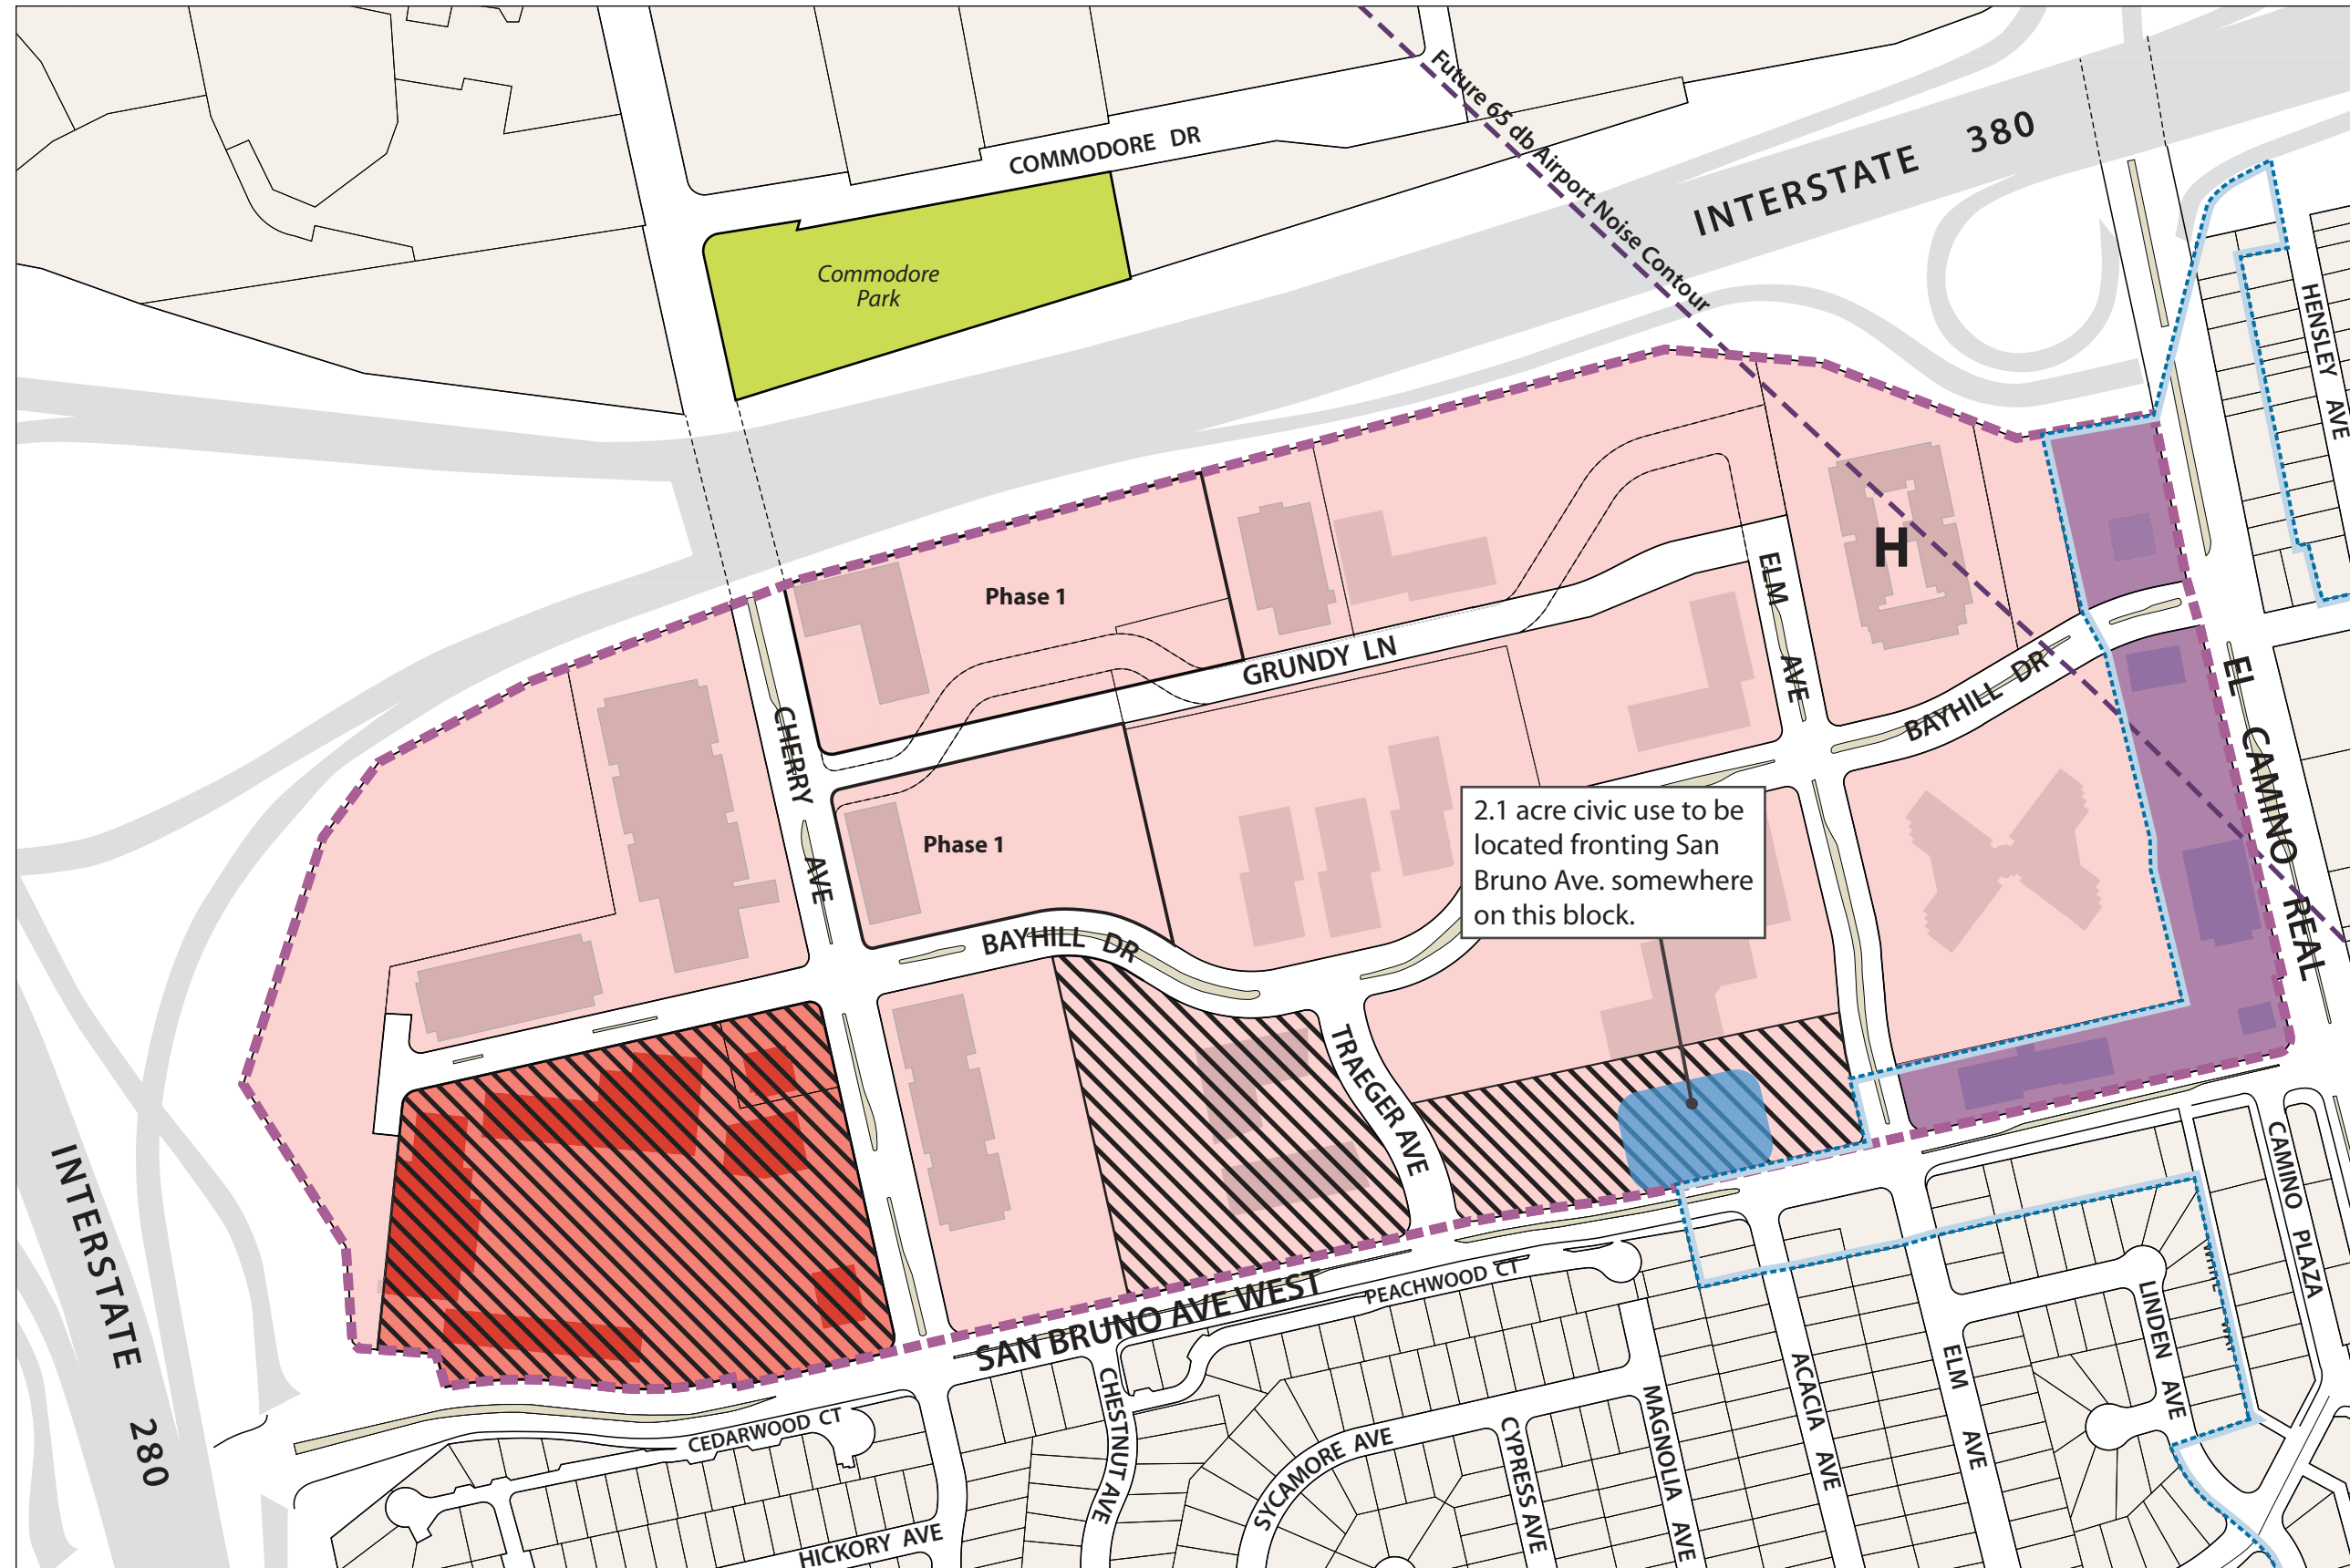 COMMODORE DR
Future 65 db Airport Noise Contour
INTERSTATE 380
Commodore
Park
HENSLEY AVE
Phase 1
H
ELM AVE
GRUNDY LN
CHERRY AVE
BAYHILL DR
EL CAMINO REAL
Phase 1
2.1 acre civic use to be
located fronting San
Bruno Ave. somewhere
on this block.
BAYHILL DR
TRAEGER AVE
INTERSTATE 280
SAN BRUNO AVE WEST
PEACHWOOD CT
CAMINO PLAZA
LINDEN AVE
CEDARWOOD CT
CHESTNUT AVE
SYCAMORE AVE
CYPRESS AVE
MAGNOLIA AVE
ACACIA AVE
ELM AVE
HICKORY AVE